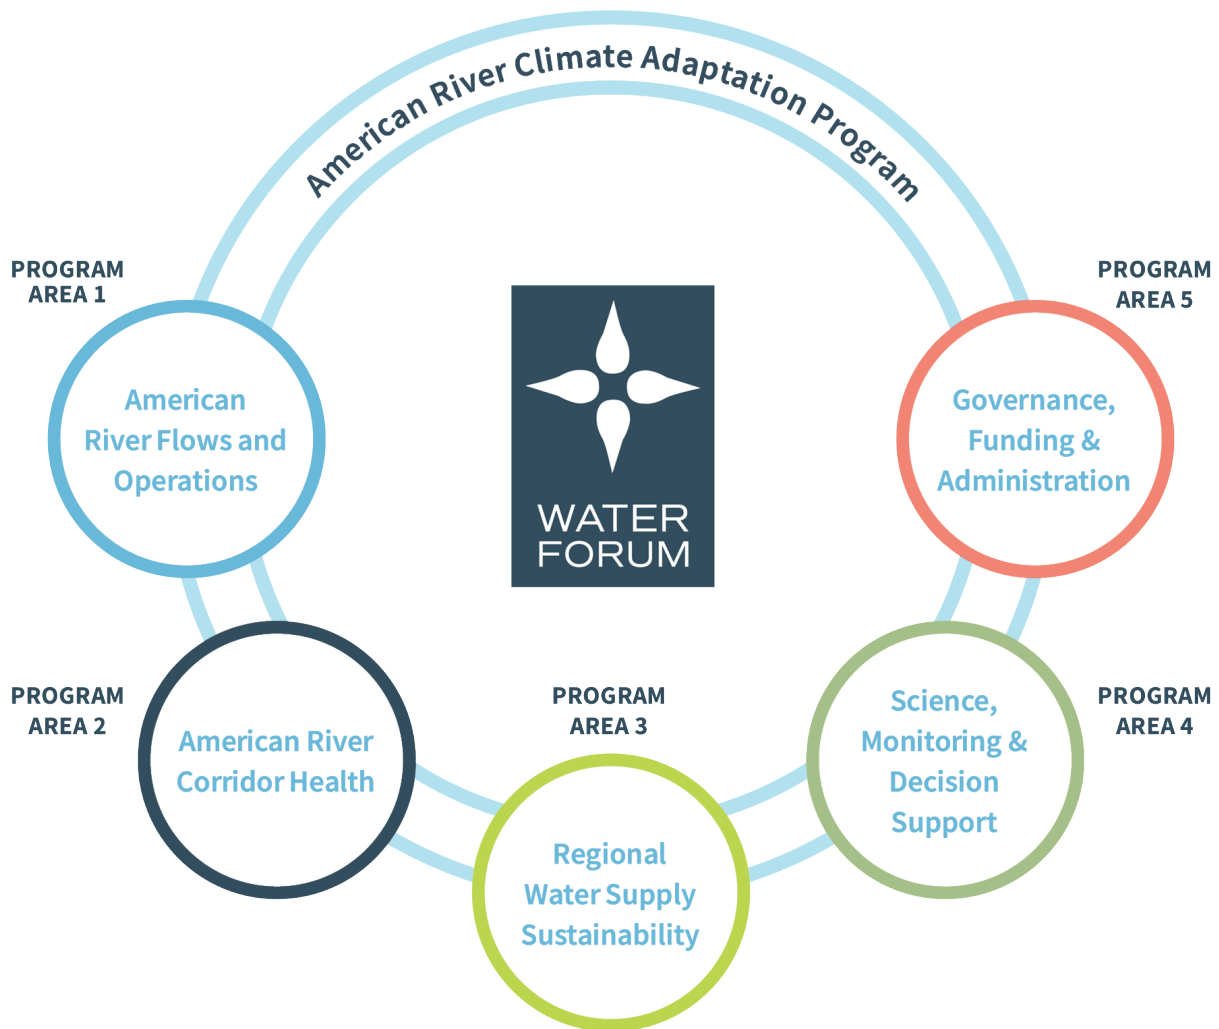 American River Climate Adaptation Program
PROGRAM
AREA 1
American
River Flows and
Operations
PROGRAM
AREA 2
American River
Corridor Health
PROGRAM
AREA 3
Regional
Water Supply
Sustainability
PROGRAM
AREA 4
Science,
Monitoring &
Decision
Support
PROGRAM
AREA 5
Governance,
Funding &
Administration
WATER
FORUM